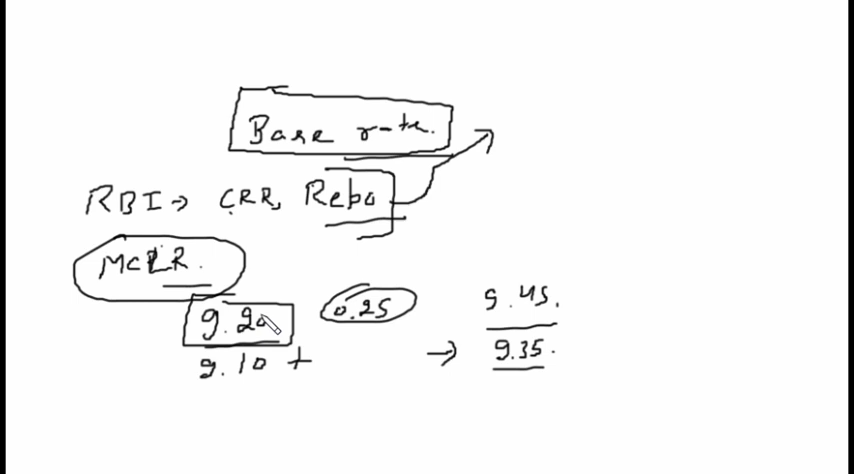 Base rate.
RBI → CRR, Repo
MCLR.
9.20 0.25 9.45.
9.10 + → 9.35.